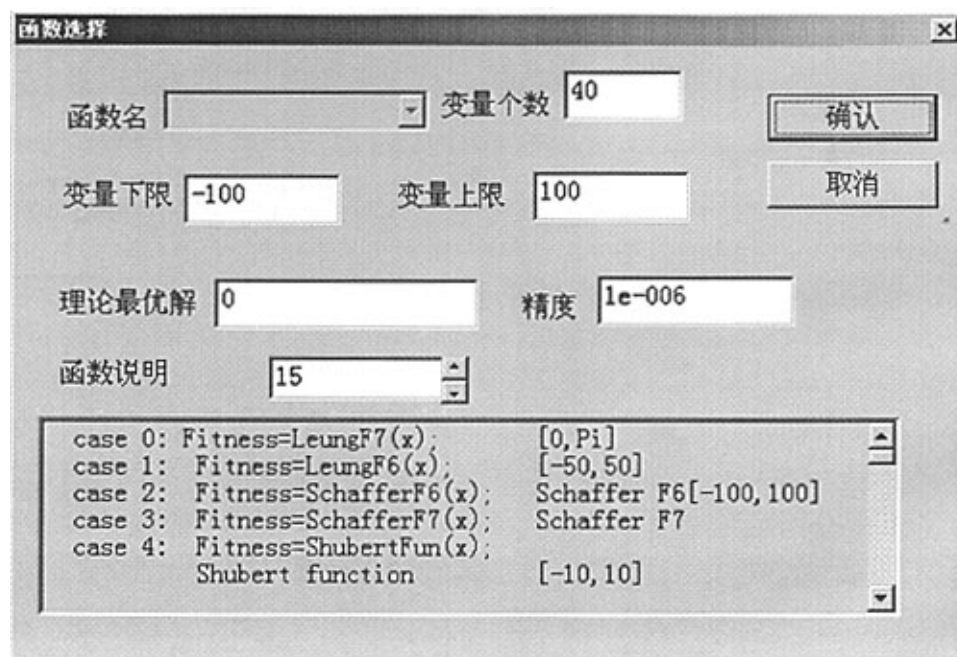 函数选择
函数名 变量个数 40 确认
变量下限 -100 变量上限 100 取消
理论最优解 0 精度 1e-006
函数说明 15
case 0: Fitness=LeungF7(x); [0,Pi]
case 1: Fitness=LeungF6(x); [-50,50]
case 2: Fitness=SchafferF6(x); Schaffer F6[-100,100]
case 3: Fitness=SchafferF7(x); Schaffer F7
case 4: Fitness=ShubertFun(x);
Shubert function [-10,10]